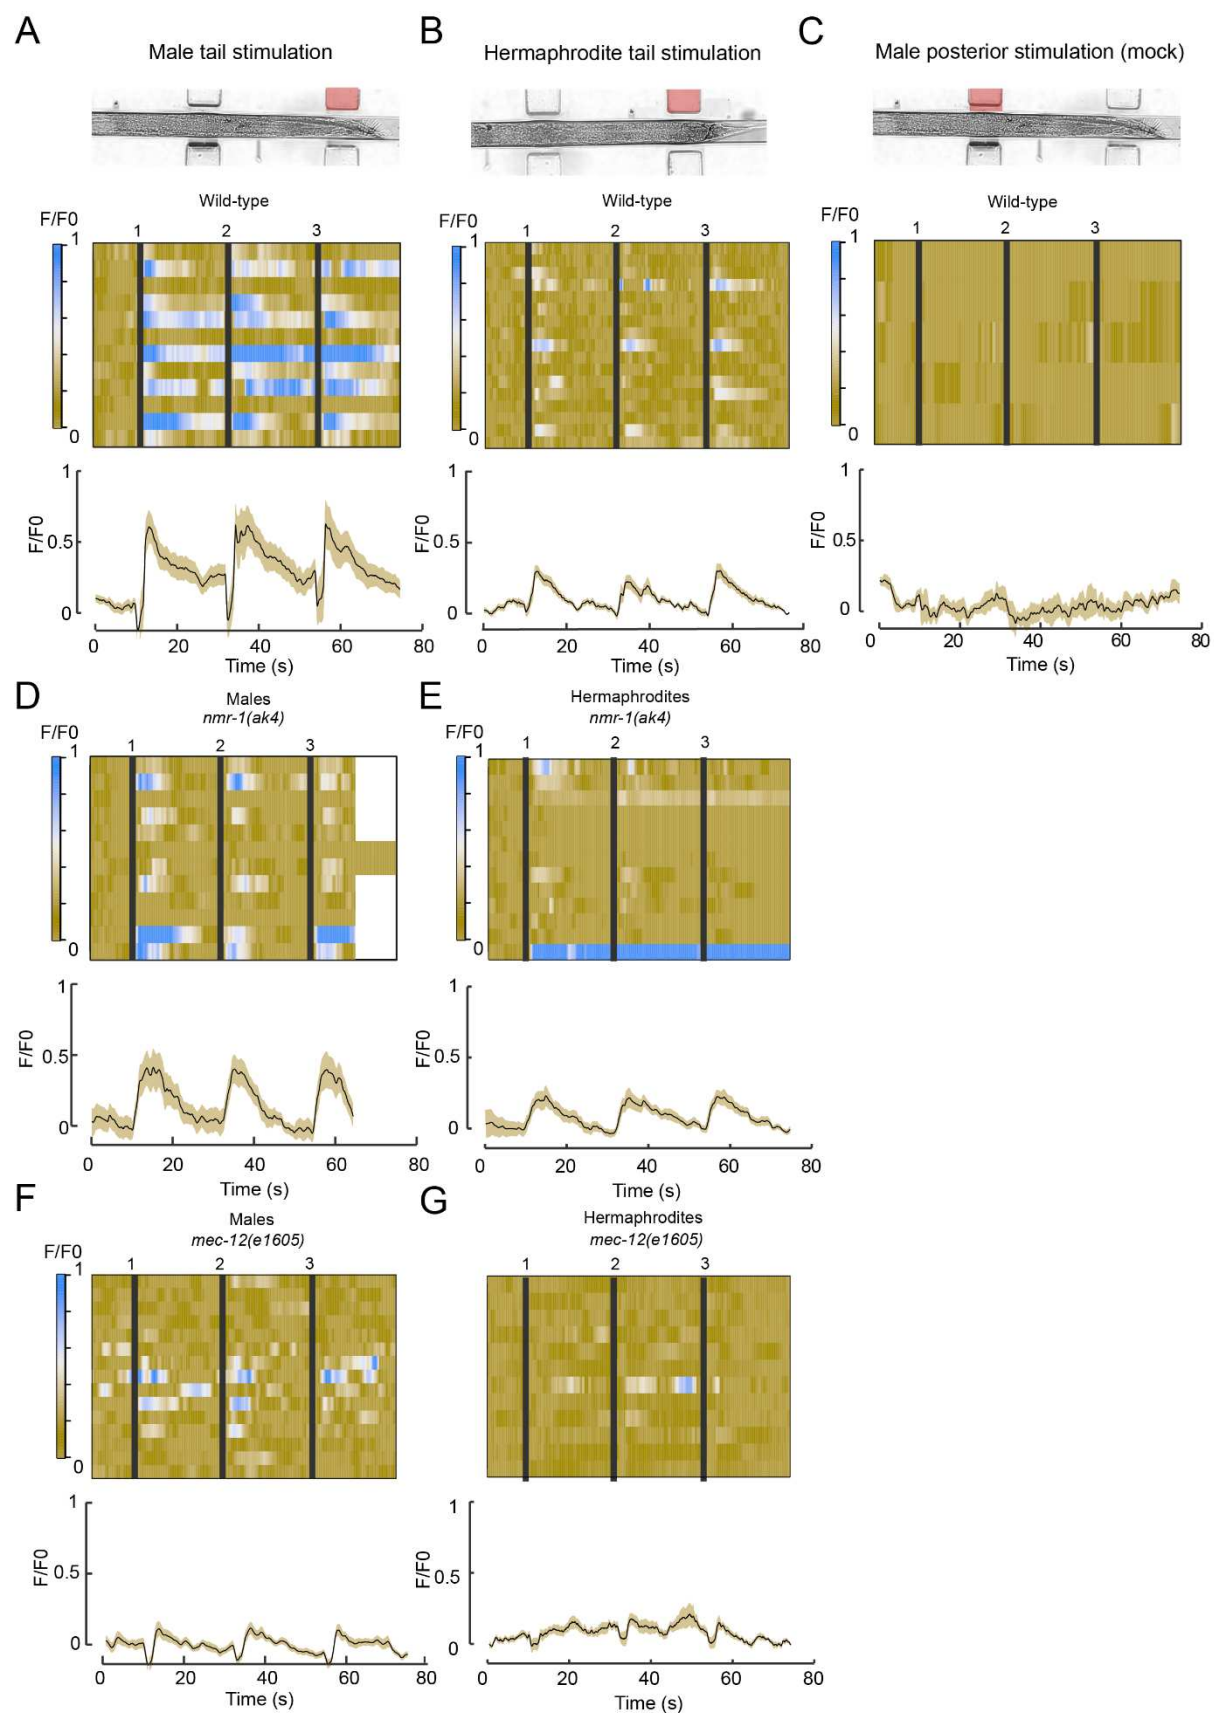 A
Male tail stimulation
B
Hermaphrodite tail stimulation
C
Male posterior stimulation (mock)
Wild-type
F/F0
1
2
3
1
0
1
0.5
0
F/F0
0
20
40
60
80
Time (s)
Wild-type
F/F0
1
2
3
1
0
1
0.5
0
F/F0
0
20
40
60
80
Time (s)
Wild-type
F/F0
1
2
3
1
0
1
0.5
0
F/F0
0
20
40
60
80
Time (s)
D
Males
nmr-1(ak4)
F/F0
1
2
3
1
0
1
0.5
0
F/F0
0
20
40
60
80
Time (s)
E
Hermaphrodites
nmr-1(ak4)
F/F0
1
2
3
1
0
1
0.5
0
F/F0
0
20
40
60
80
Time (s)
F
Males
mec-12(e1605)
F/F0
1
2
3
1
0
1
0.5
0
F/F0
0
20
40
60
80
Time (s)
G
Hermaphrodites
mec-12(e1605)
1
2
3
1
0.5
0
F/F0
0
20
40
60
80
Time (s)